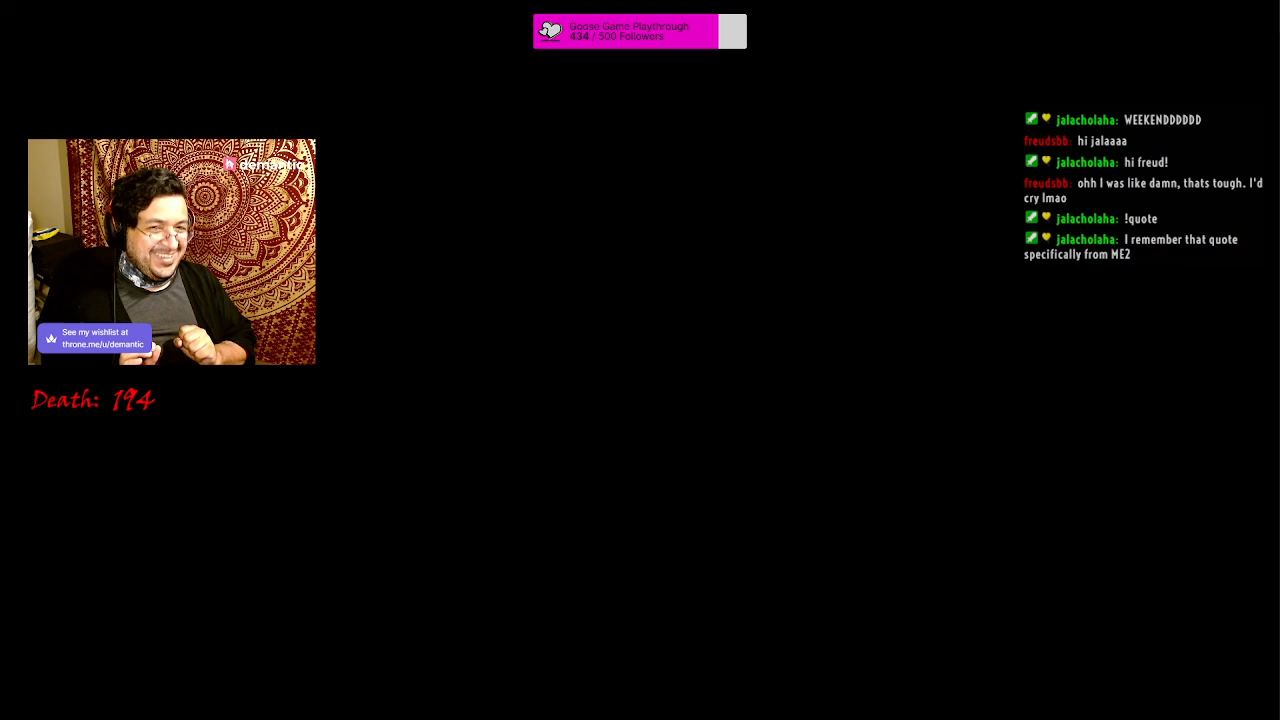 Goose Game Playthrough
434 / 500 Followers
jalacholaha: WEEKENDDDDDD
freudsbb: hi jalaaaa
jalacholaha: hi freud!
freudsbb: ohh I was like damn, thats tough. I'd
cry lmao
jalacholaha: !quote
jalacholaha: I remember that quote
specifically from ME2
demantic
See my wishlist at
throne.me/u/demantic
Death: 194